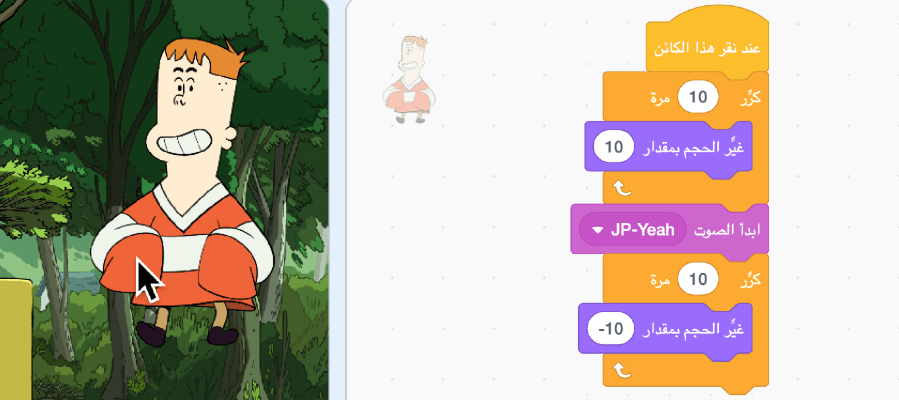 عند نقر هذا الكائن
كرِّر 10 مرة
غيِّر الحجم بمقدار 10
ابدأ الصوت JP-Yeah
كرِّر 10 مرة
غيِّر الحجم بمقدار -10